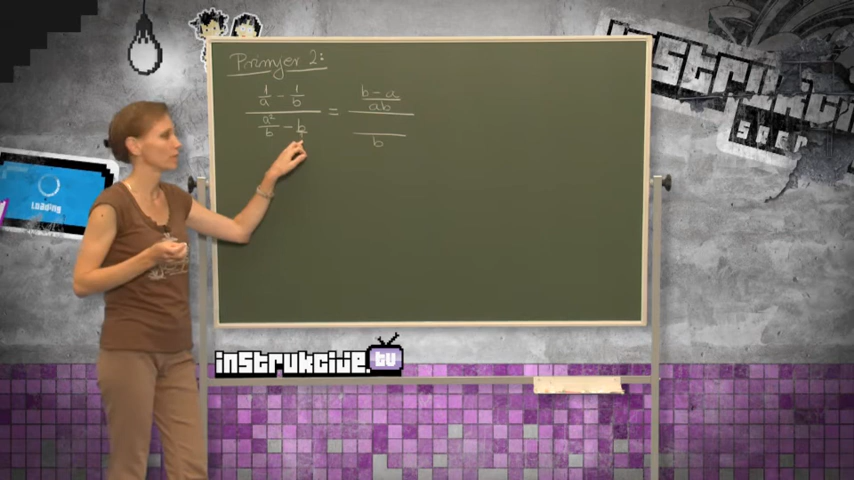 Primjer 2:
1/a - 1/b b-a/ab
=
a²/b - b b
Loading
instrukcije.tv